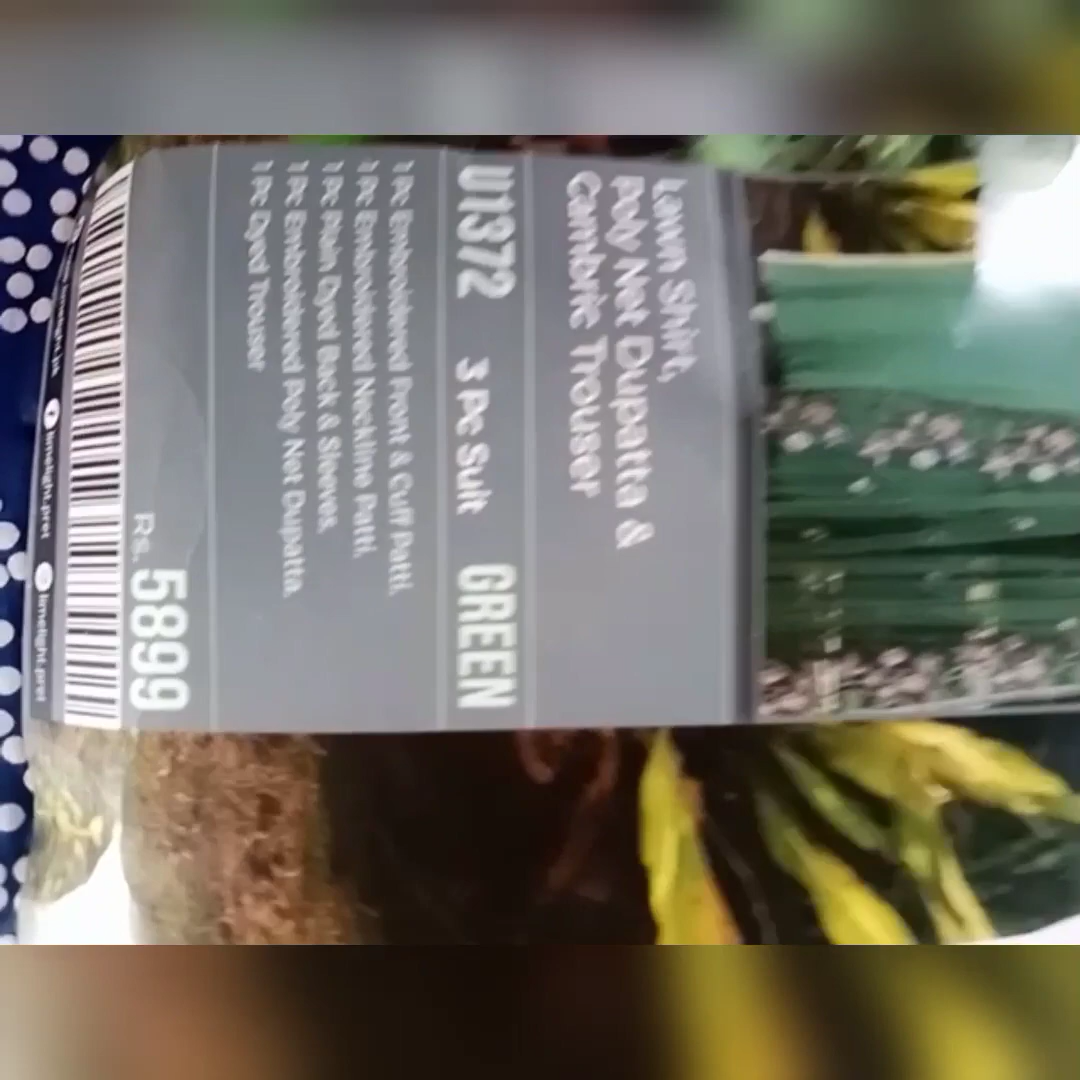 Lawn Shirt,
Poly Net Dupatta &
Cambric Trouser
U1372 3 Pc Suit GREEN
1 Pc Embroidered Front & Cuff Patti.
1 Pc Embroidered Neckline Patti.
1 Pc Plain Dyed Back & Sleeves.
1 Pc Embroidered Poly Net Dupatta.
1 Pc Dyed Trouser
Rs. 5899
limelight.pret limelight.pret